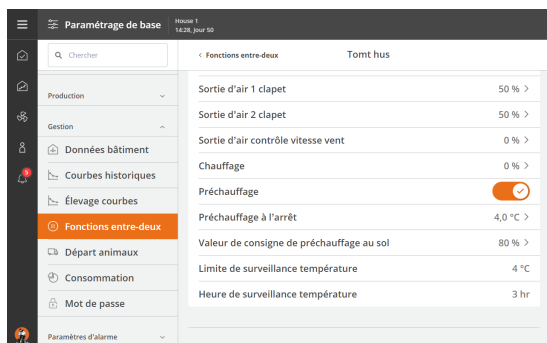 Paramétrage de base
House 1
14:28, Jour 50
Chercher
Production
Gestion
Données bâtiment
Courbes historiques
Élevage courbes
Fonctions entre-deux
Départ animaux
Consommation
Mot de passe
Paramètres d'alarme
5
< Fonctions entre-deux Tomt hus
Sortie d'air 1 clapet 50 % >
Sortie d'air 2 clapet 50 % >
Sortie d'air contrôle vitesse vent 0 % >
Chauffage 0 % >
Préchauffage
Préchauffage à l'arrêt 4,0 °C >
Valeur de consigne de préchauffage au sol 80 % >
Limite de surveillance température 4 °C
Heure de surveillance température 3 hr